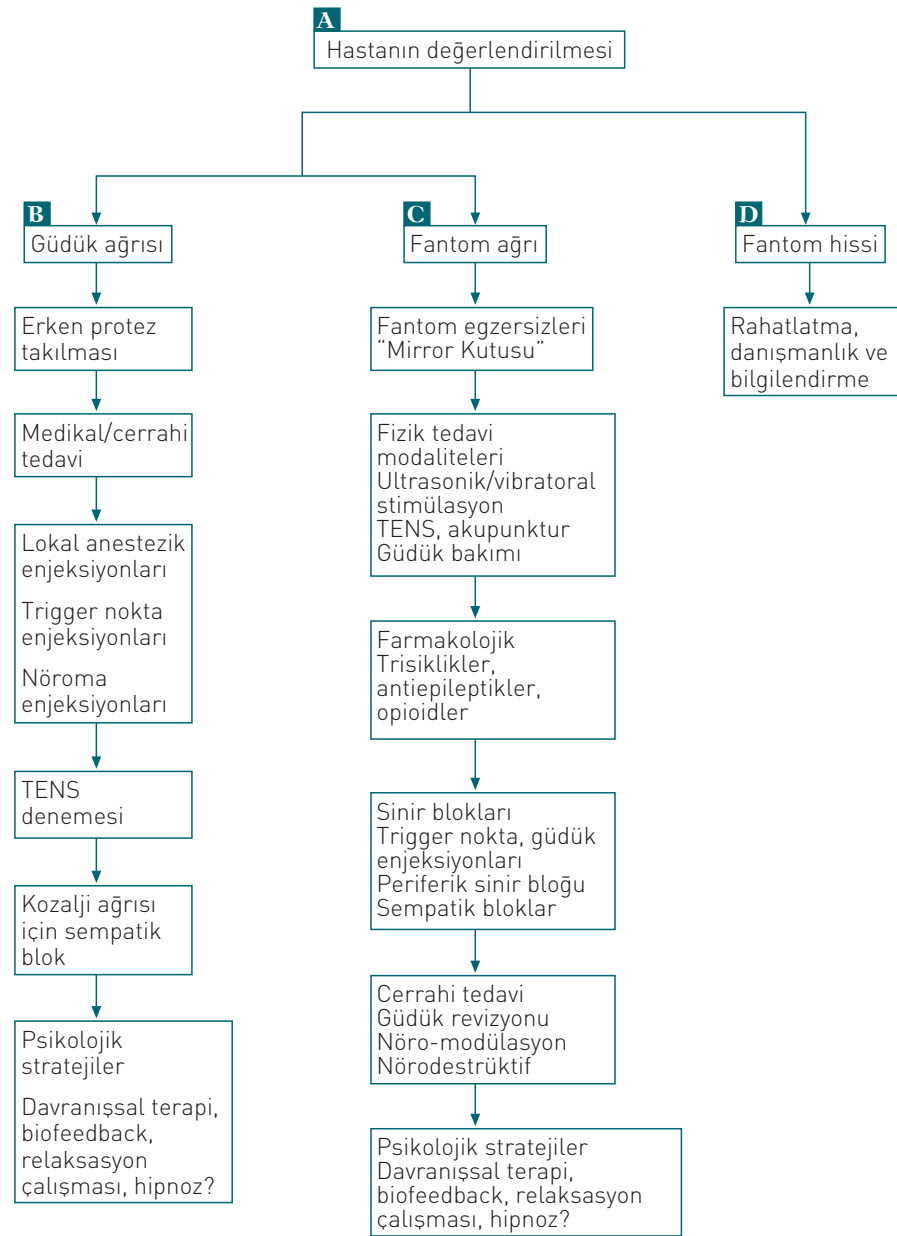 A
Hastanın değerlendirilmesi
B
Güdük ağrısı
Erken protez
takılması
Medikal/cerrahi
tedavi
Lokal anestezik
enjeksiyonları
Trigger nokta
enjeksiyonları
Nöroma
enjeksiyonları
TENS
denemesi
Kozalji ağrısı
için sempatik
blok
Psikolojik
stratejiler
Davranışsal terapi,
biofeedback,
relaksasyon
çalışması, hipnoz?
C
Fantom ağrı
Fantom egzersizleri
“Mirror Kutusu”
Fizik tedavi
modaliteleri
Ultrasonik/vibratoral
stimülasyon
TENS, akupunktur
Güdük bakımı
Farmakolojik
Trisiklikler,
antiepileptikler,
opioidler
Sinir blokları
Trigger nokta, güdük
enjeksiyonları
Periferik sinir bloğu
Sempatik bloklar
Cerrahi tedavi
Güdük revizyonu
Nöro-modülasyon
Nörodestrüktif
Psikolojik stratejiler
Davranışsal terapi,
biofeedback, relaksasyon
çalışması, hipnoz?
D
Fantom hissi
Rahatlatma,
danışmanlık ve
bilgilendirme